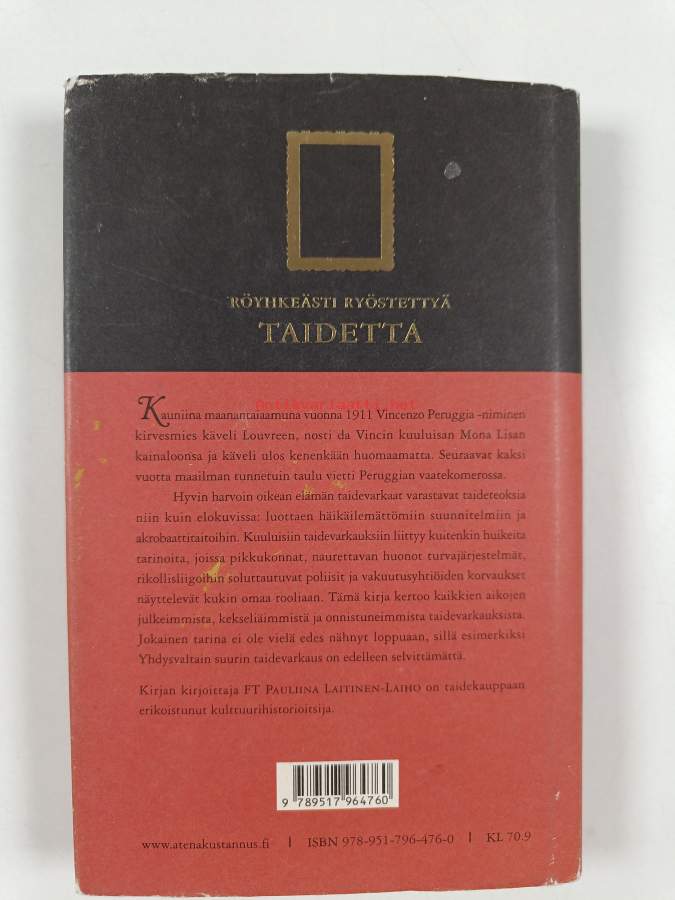 RÖYHKEÄSTI RYÖSTETTYÄ
TAIDETTA
antikvariaatti.net
Kauniina maanantaiaamuna vuonna 1911 Vincenzo Peruggia -niminen
kirvesmies käveli Louvreen, nosti da Vincin kuuluisan Mona Lisan
kainaloonsa ja käveli ulos kenenkään huomaamatta. Seuraavat kaksi
vuotta maailman tunnetuin taulu vietti Peruggian vaatekomerossa.
Hyvin harvoin oikean elämän taidevarkaat varastavat taideteoksia
niin kuin elokuvissa: luottaen häikäilemättömiin suunnitelmiin ja
akrobaattitaitoihin. Kuuluisiin taidevarkauksiin liittyy kuitenkin huikeita
tarinoita, joissa pikkukonnat, naurettavan huonot turvajärjestelmät,
rikollisliigoihin soluttautuvat poliisit ja vakuutusyhtiöiden korvaukset
näyttelevät kukin omaa rooliaan. Tämä kirja kertoo kaikkien aikojen
julkeimmista, kekseliäimmistä ja onnistuneimmista taidevarkauksista.
Jokainen tarina ei ole vielä edes nähnyt loppuaan, sillä esimerkiksi
Yhdysvaltain suurin taidevarkaus on edelleen selvittämättä.
Kirjan kirjoittaja FT PAULIINA LAITINEN-LAIHO on taidekauppaan
erikoistunut kulttuurihistorioitsija.
9 789517 964760
www.atenakustannus.fi | ISBN 978-951-796-476-0 | KL 70.9